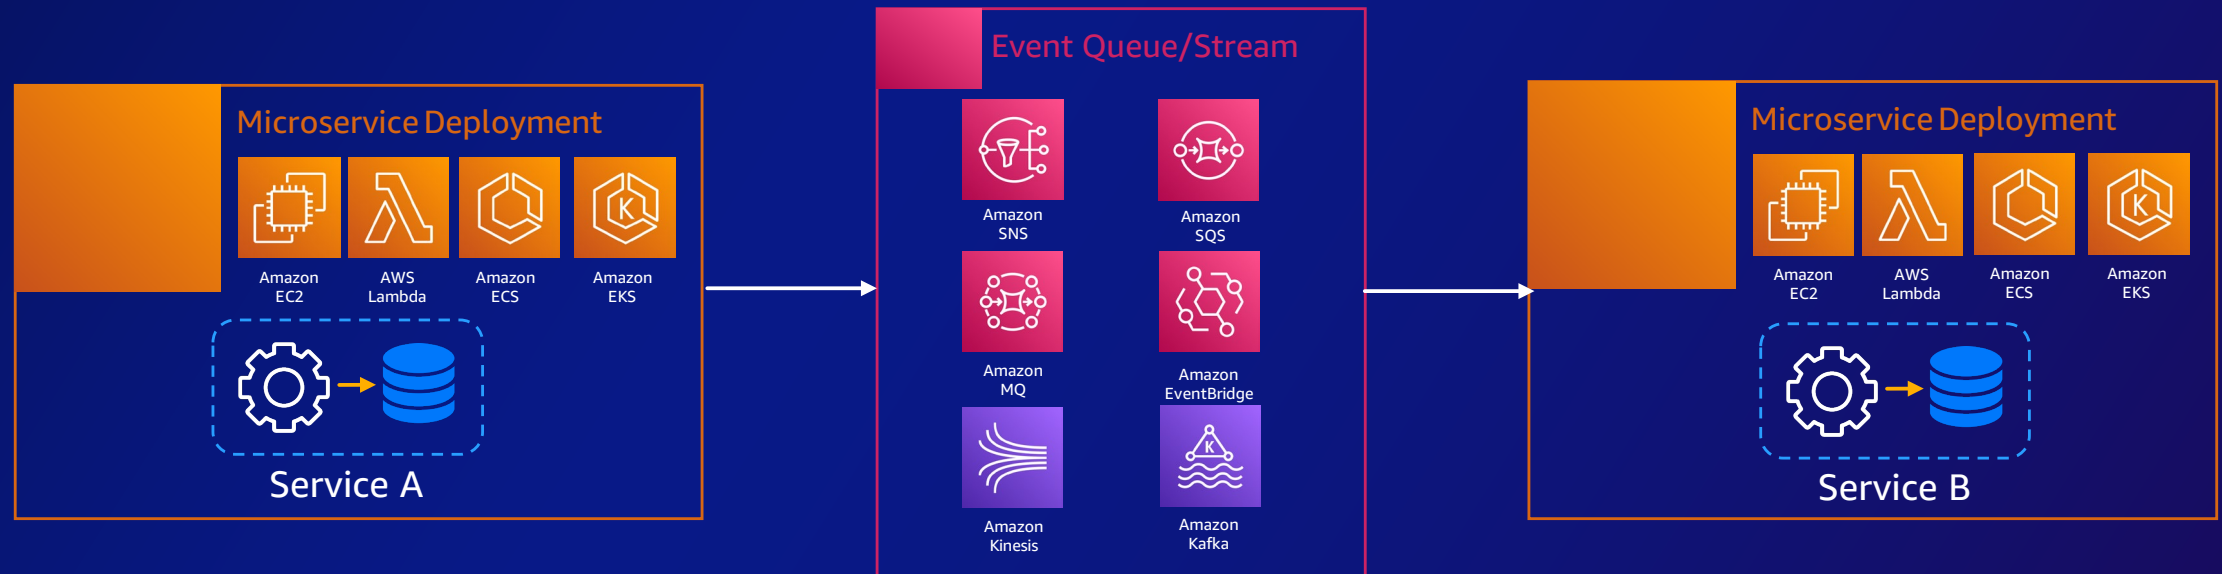 Microservice Deployment
Amazon
EC2
AWS
Lambda
Amazon
ECS
Amazon
EKS
K
Service A
Event Queue/Stream
Amazon
SNS
Amazon
SQS
Amazon
MQ
Amazon
EventBridge
K
Amazon
Kinesis
Amazon
Kafka
Microservice Deployment
K
Amazon
EC2
AWS
Lambda
Amazon
ECS
Amazon
EKS
Service B